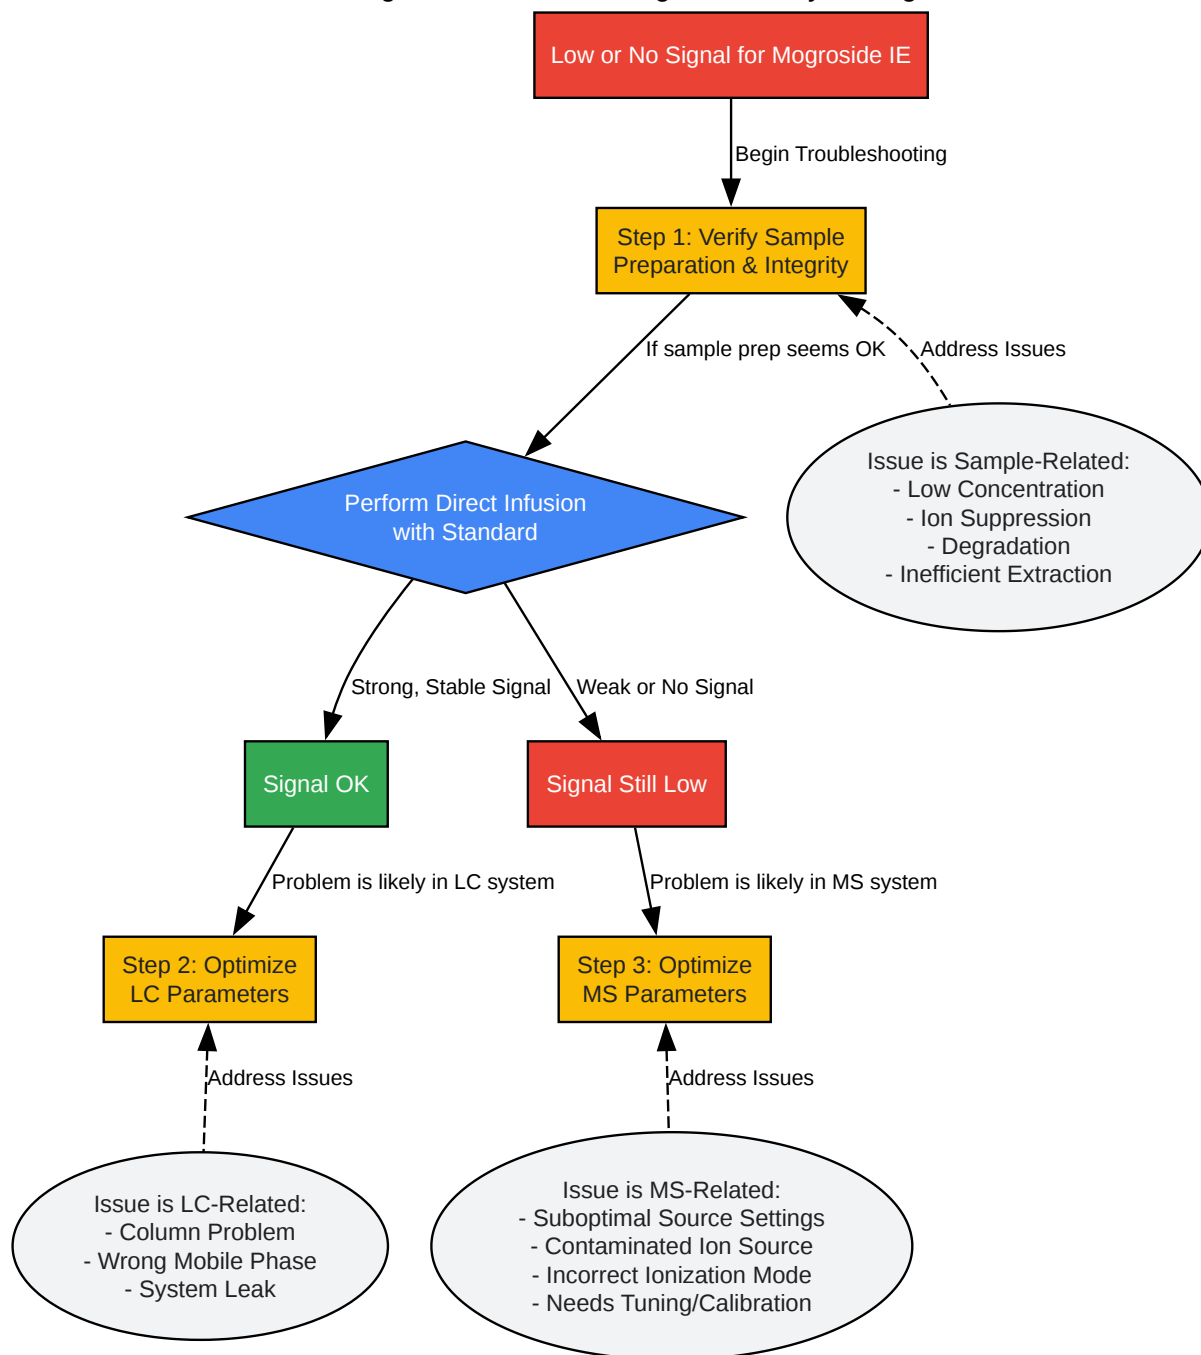 Low or No Signal for Mogroside IE
Begin Troubleshooting
Step 1: Verify Sample
Preparation & Integrity
If sample prep seems OK
Address Issues
Issue is Sample-Related:
- Low Concentration
- Ion Suppression
- Degradation
- Inefficient Extraction
Perform Direct Infusion
with Standard
Strong, Stable Signal
Weak or No Signal
Signal OK
Signal Still Low
Problem is likely in LC system
Problem is likely in MS system
Step 2: Optimize
LC Parameters
Step 3: Optimize
MS Parameters
Address Issues
Address Issues
Issue is LC-Related:
- Column Problem
- Wrong Mobile Phase
- System Leak
Issue is MS-Related:
- Suboptimal Source Settings
- Contaminated Ion Source
- Incorrect Ionization Mode
- Needs Tuning/Calibration